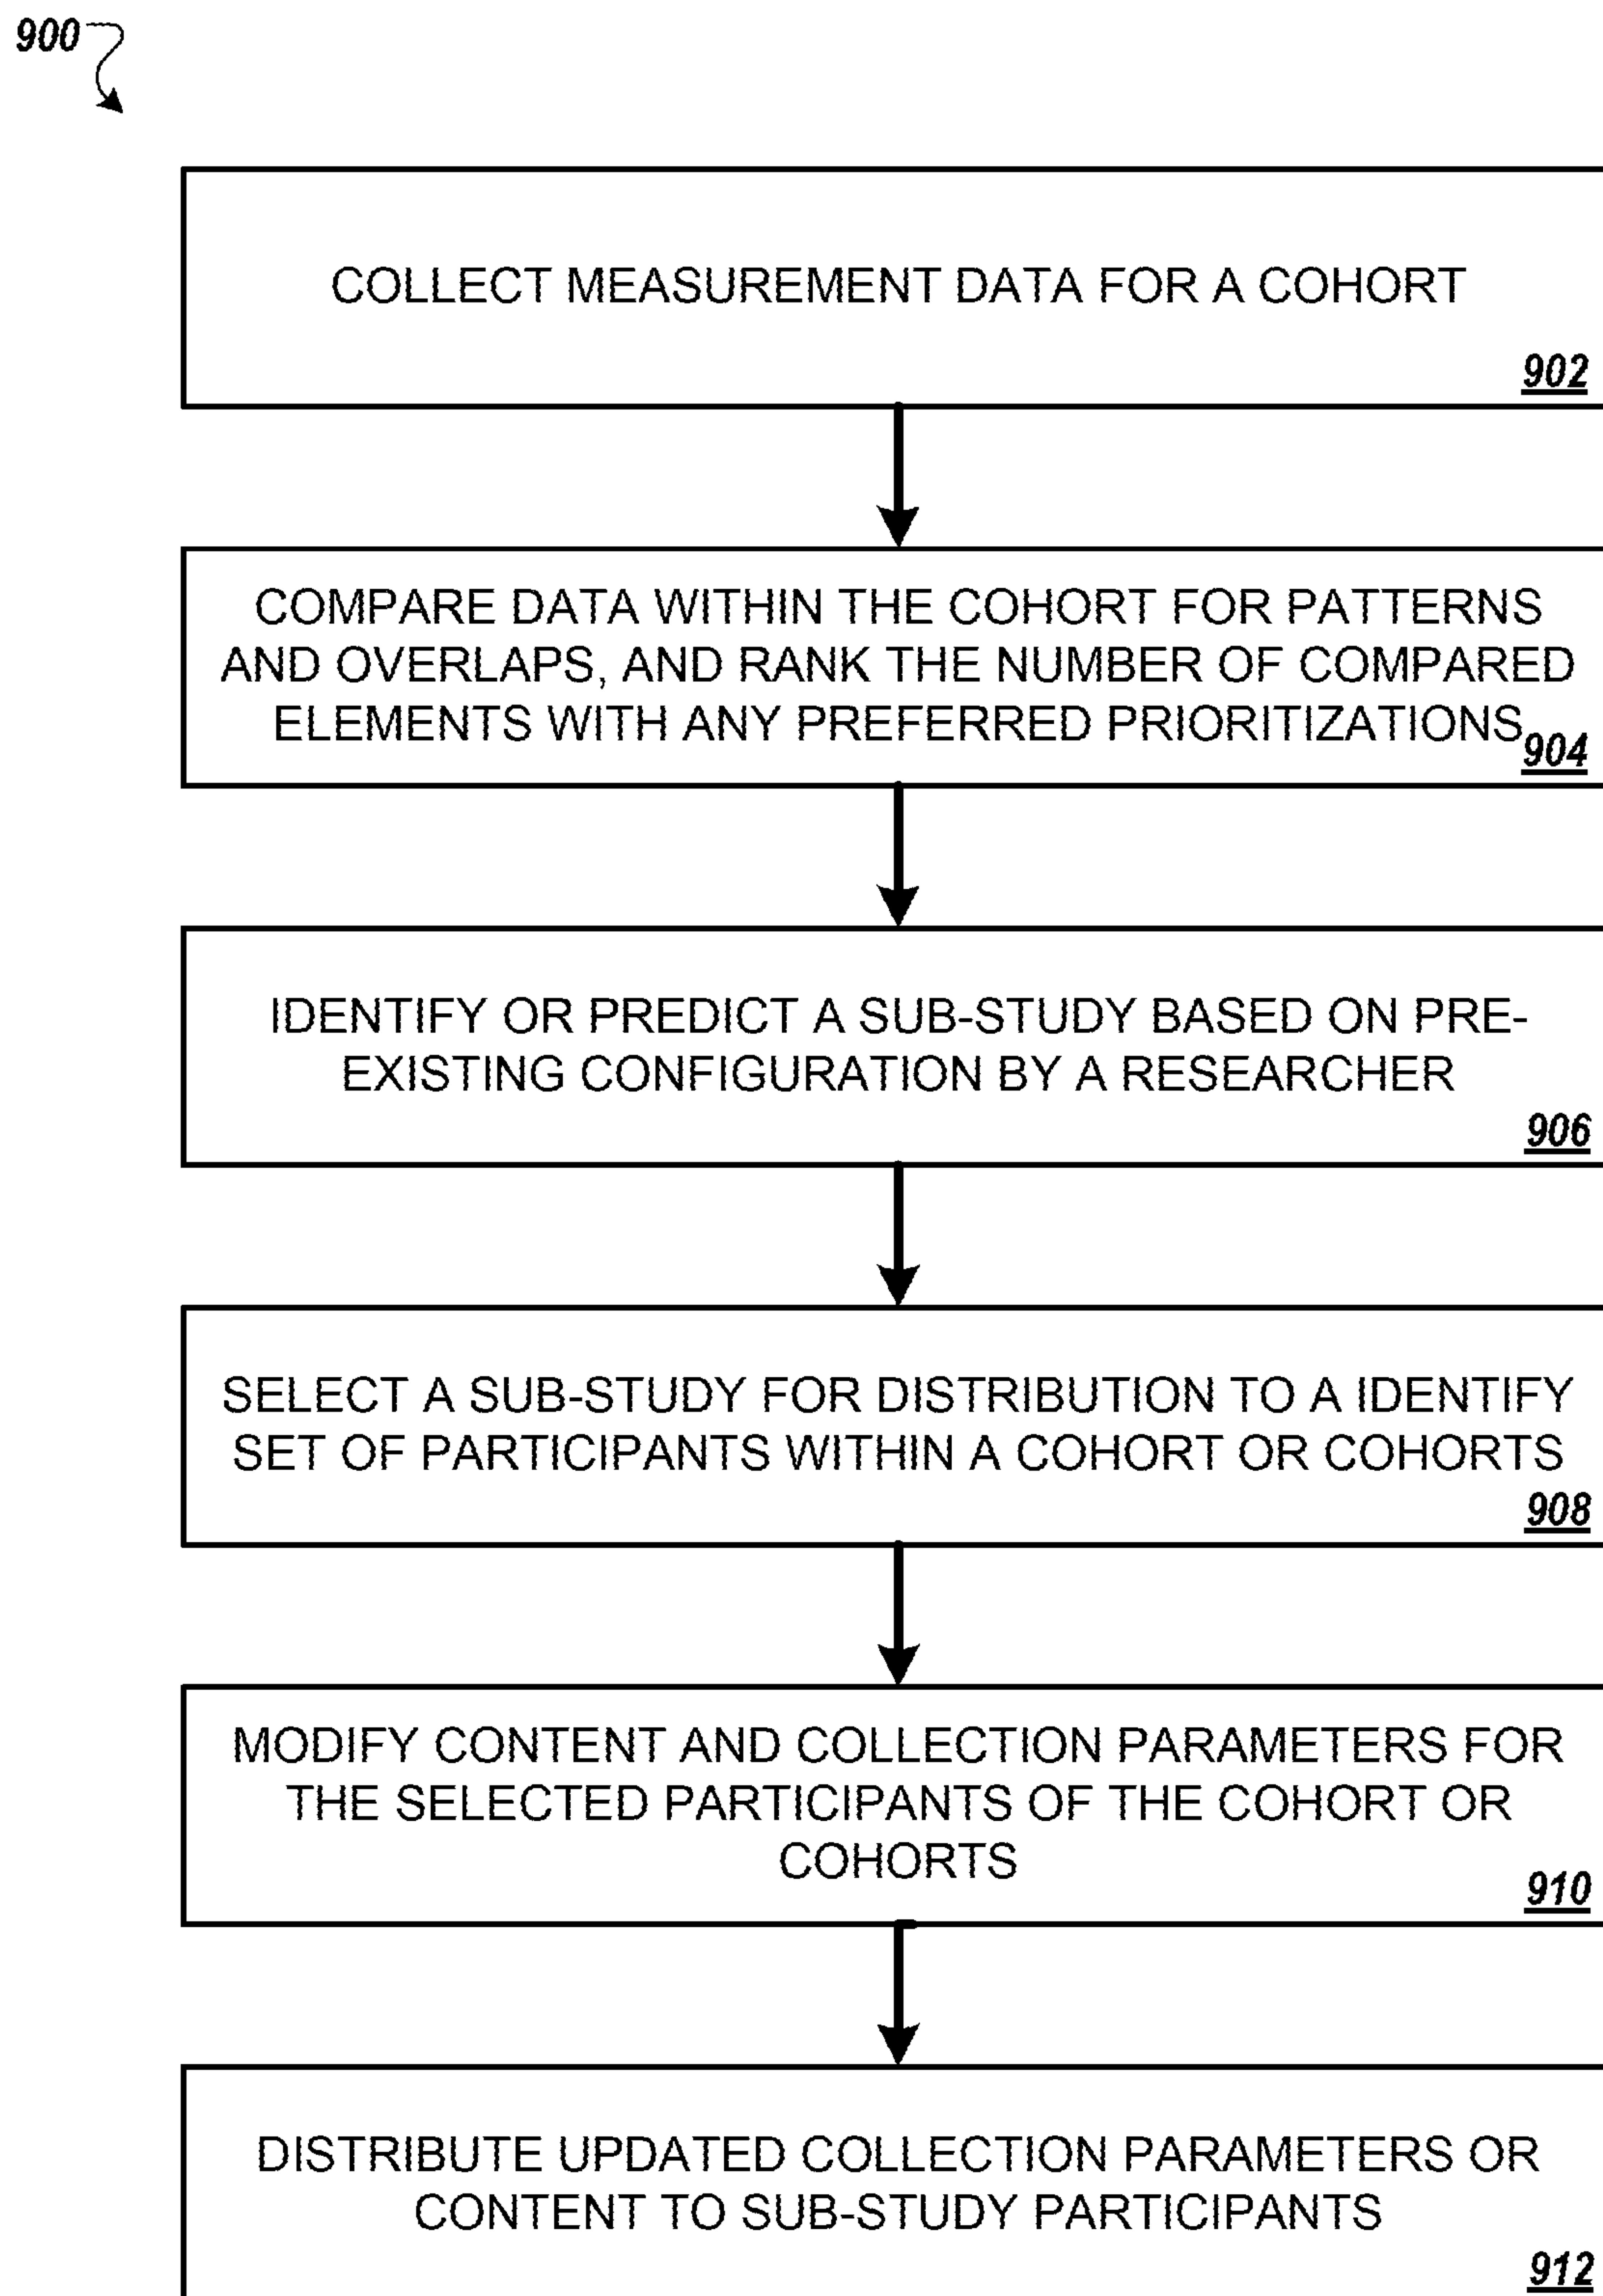 900
COLLECT MEASUREMENT DATA FOR A COHORT
902
COMPARE DATA WITHIN THE COHORT FOR PATTERNS
AND OVERLAPS, AND RANK THE NUMBER OF COMPARED
ELEMENTS WITH ANY PREFERRED PRIORITIZATIONS
904
IDENTIFY OR PREDICT A SUB-STUDY BASED ON PRE-
EXISTING CONFIGURATION BY A RESEARCHER
906
SELECT A SUB-STUDY FOR DISTRIBUTION TO A IDENTIFY
SET OF PARTICIPANTS WITHIN A COHORT OR COHORTS
908
MODIFY CONTENT AND COLLECTION PARAMETERS FOR
THE SELECTED PARTICIPANTS OF THE COHORT OR
COHORTS
910
DISTRIBUTE UPDATED COLLECTION PARAMETERS OR
CONTENT TO SUB-STUDY PARTICIPANTS
912